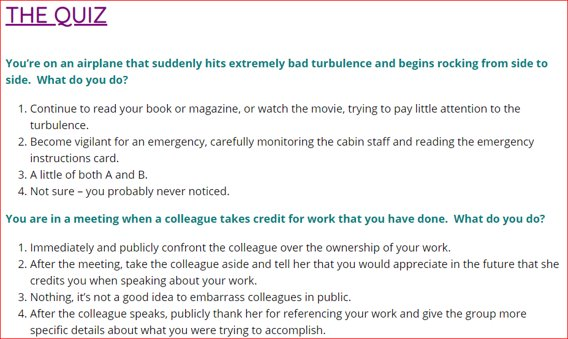 THE QUIZ
You’re on an airplane that suddenly hits extremely bad turbulence and begins rocking from side to
side.  What do you do?
1. Continue to read your book or magazine, or watch the movie, trying to pay little attention to the
turbulence.
2. Become vigilant for an emergency, carefully monitoring the cabin staff and reading the emergency
instructions card.
3. A little of both A and B.
4. Not sure – you probably never noticed.
You are in a meeting when a colleague takes credit for work that you have done.  What do you do?
1. Immediately and publicly confront the colleague over the ownership of your work.
2. After the meeting, take the colleague aside and tell her that you would appreciate in the future that she
credits you when speaking about your work.
3. Nothing, it’s not a good idea to embarrass colleagues in public.
4. After the colleague speaks, publicly thank her for referencing your work and give the group more
specific details about what you were trying to accomplish.